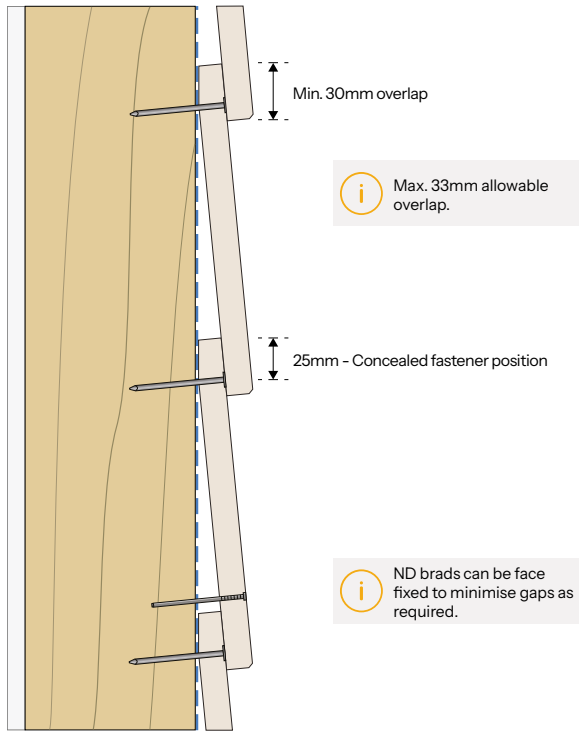 Min. 30mm overlap
i
Max. 33mm allowable
overlap.
25mm - Concealed fastener position
i
ND brads can be face
fixed to minimise gaps as
required.